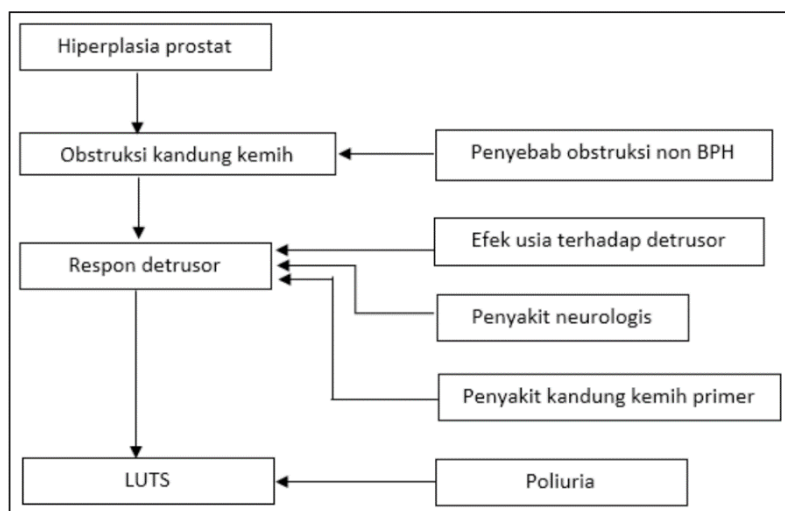 Hiperplasia prostat
Obstruksi kandung kemih
Penyebab obstruksi non BPH
Efek usia terhadap detrusor
Respon detrusor
Penyakit neurologis
Penyakit kandung kemih primer
LUTS
Poliuria